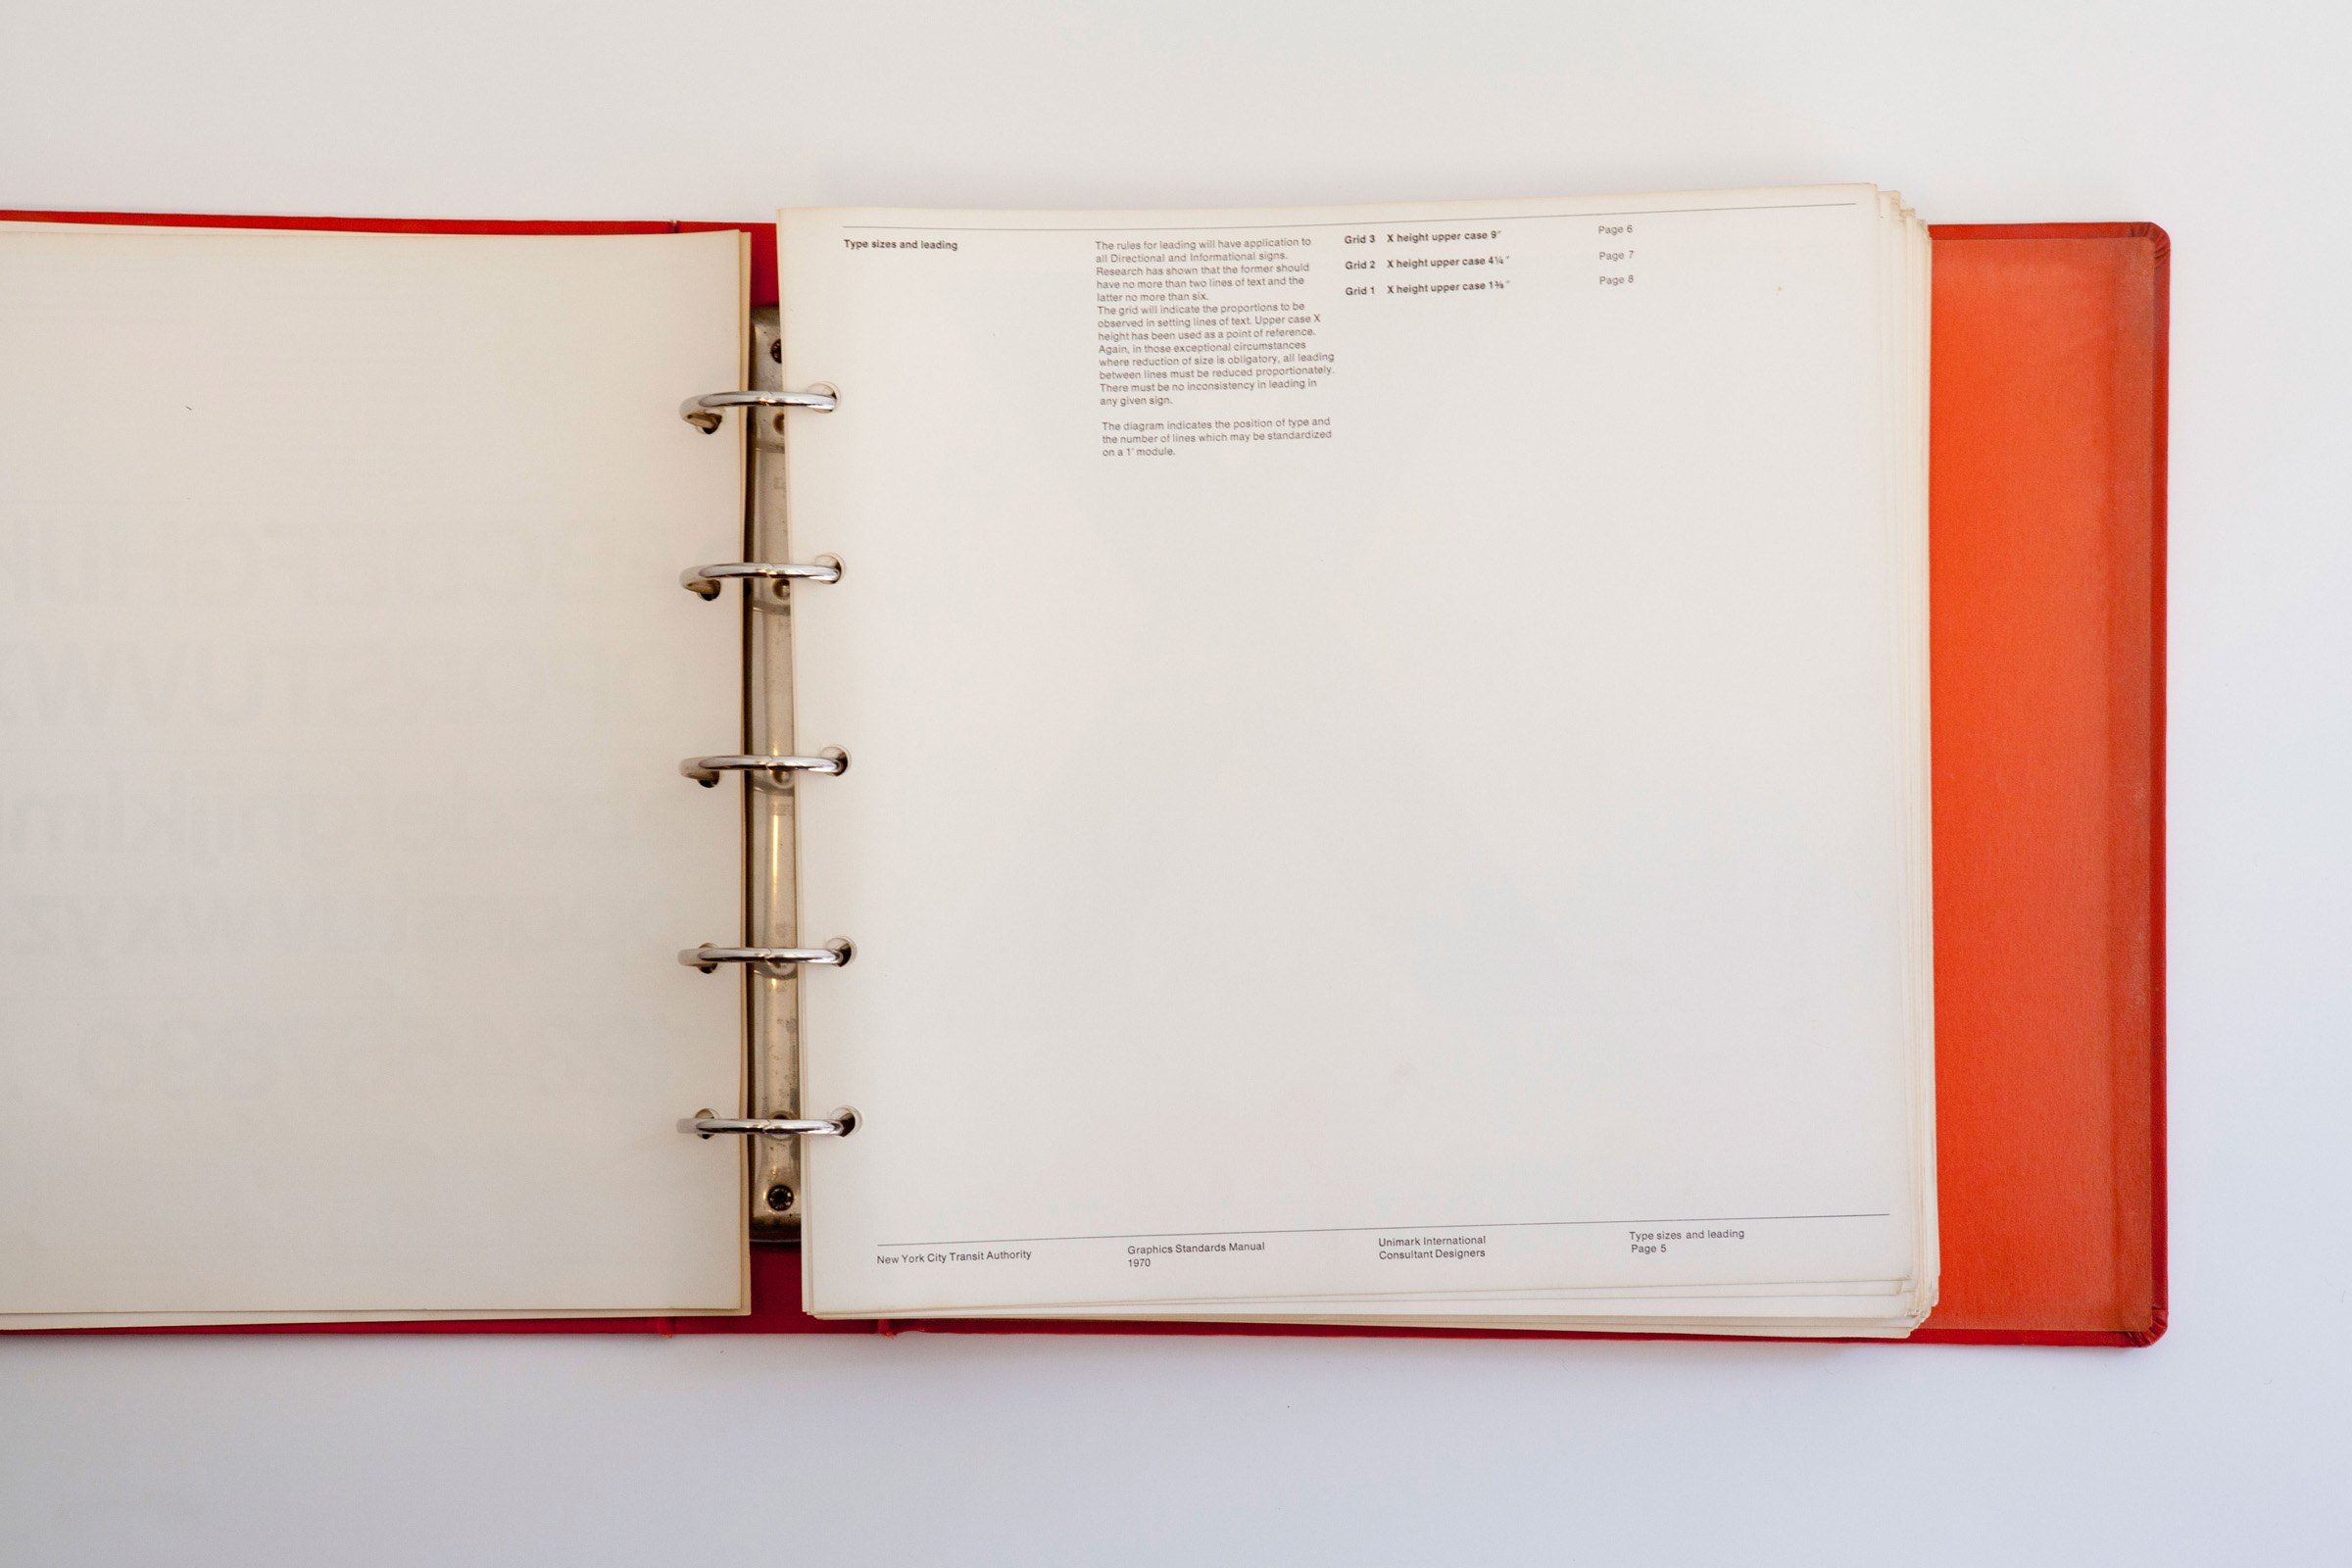 Type sizes and leading
The rules for leading will have application to
all Directional and Informational signs.
Research has shown that the former should
have no more than two lines of text and the
latter no more than six.
The grid will indicate the proportions to be
observed in setting lines of text. Upper case X
height has been used as a point of reference.
Again, in those exceptional circumstances
where reduction of size is obligatory, all leading
between lines must be reduced proportionately.
There must be no inconsistency in leading in
any given sign.
The diagram indicates the position of type and
the number of lines which may be standardized
on a 1' module.
Grid 3 X height upper case 9" Page 6
Grid 2 X height upper case 4¼" Page 7
Grid 1 X height upper case 1⅜" Page 8
New York City Transit Authority
Graphics Standards Manual
1970
Unimark International
Consultant Designers
Type sizes and leading
Page 5